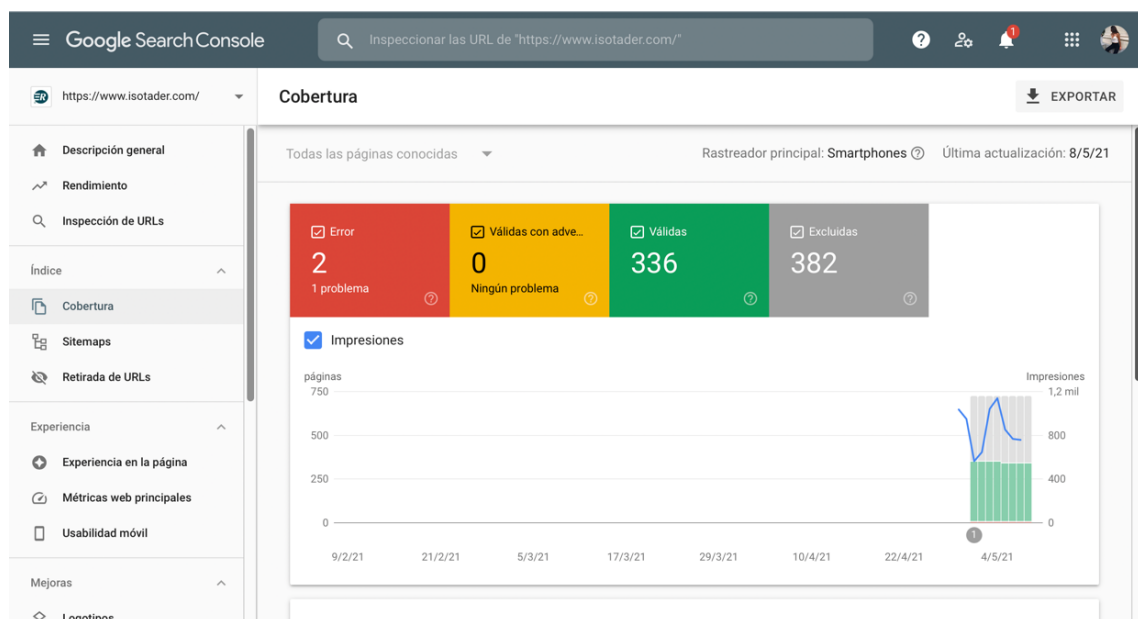 Google Search Console
Inspeccionar las URL de "https://www.isotader.com/"
1
https://www.isotader.com/
Cobertura
EXPORTAR
Descripción general
Rendimiento
Inspección de URLs
Índice
Cobertura
Sitemaps
Retirada de URLs
Experiencia
Experiencia en la página
Métricas web principales
Usabilidad móvil
Mejoras
Logotipos
Todas las páginas conocidas
Rastreador principal: Smartphones
Última actualización: 8/5/21
Error
2
1 problema
Válidas con adve...
0
Ningún problema
Válidas
336
Excluidas
382
Impresiones
páginas
Impresiones
750
1,2 mil
500
800
250
400
0
0
1
9/2/21 21/2/21 5/3/21 17/3/21 29/3/21 10/4/21 22/4/21 4/5/21